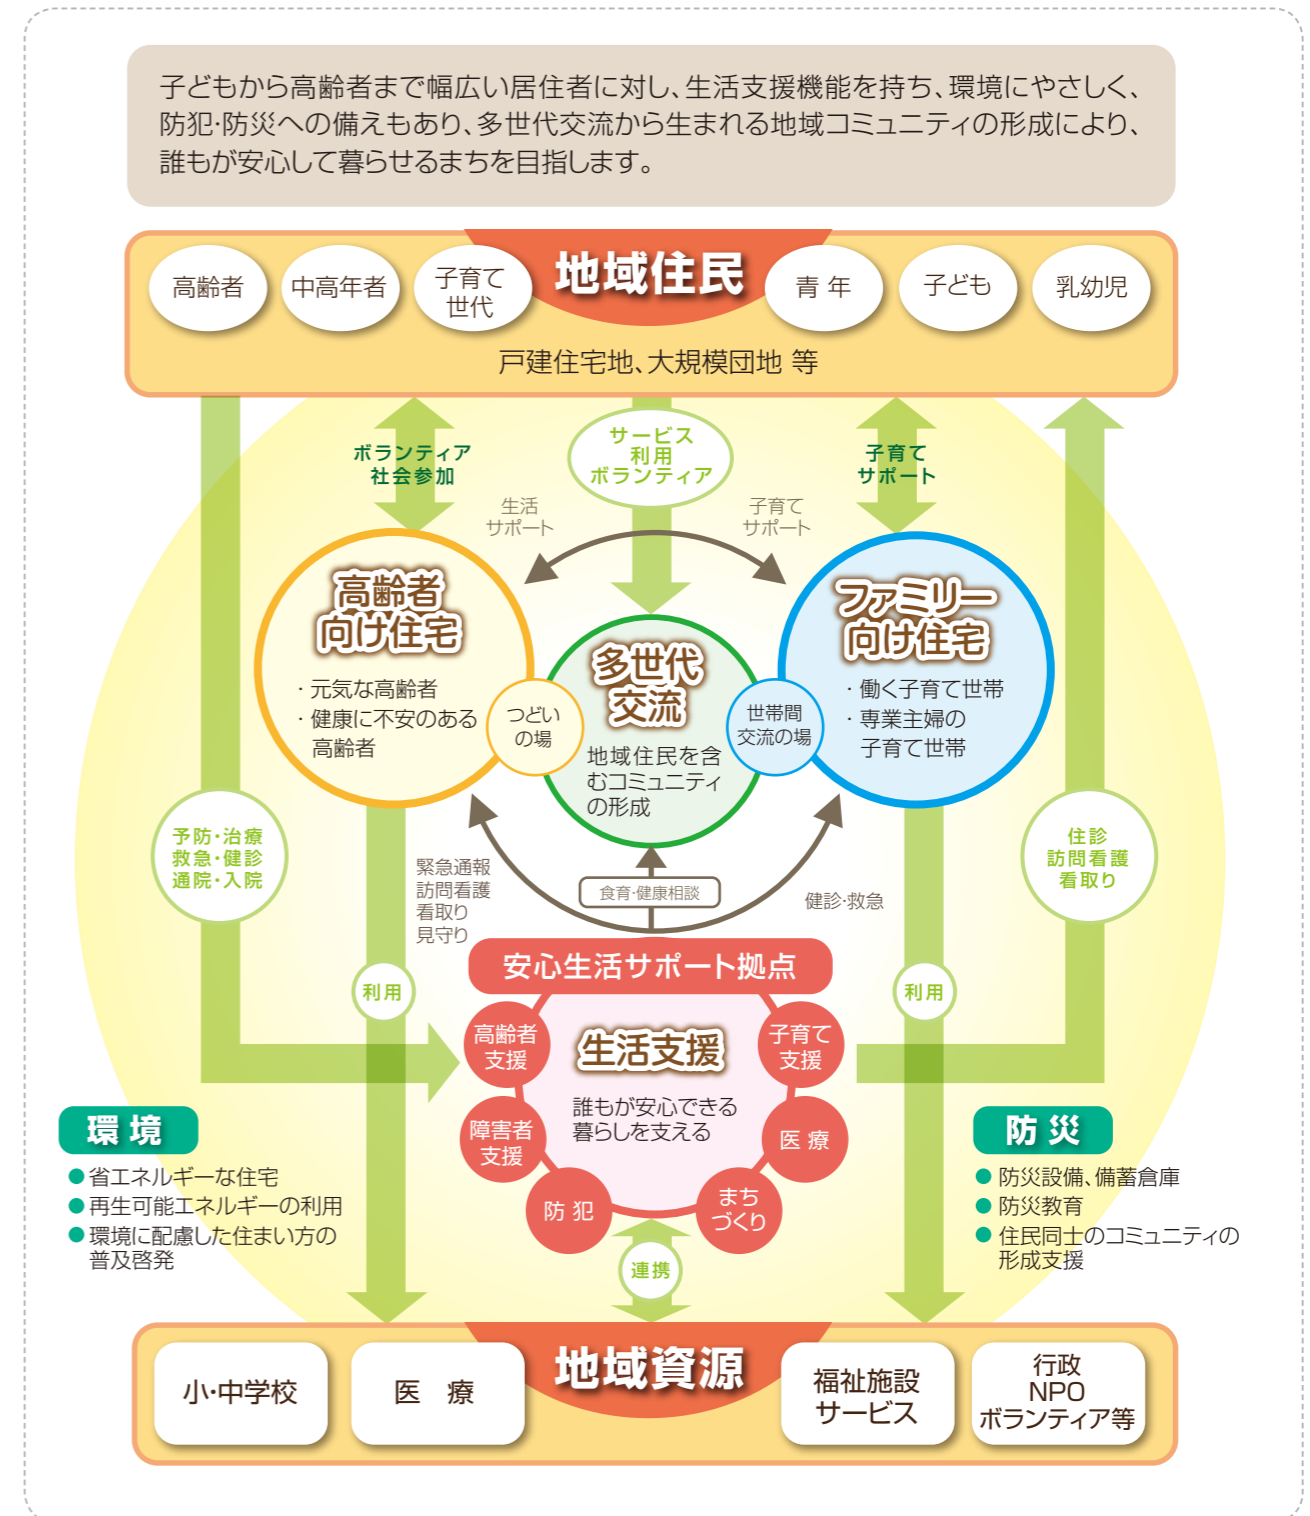 子どもから高齢者まで幅広い居住者に対し、生活支援機能を持ち、環境にやさしく、
防犯・防災への備えもあり、多世代交流から生まれる地域コミュニティの形成により、
誰もが安心して暮らせるまちを目指します。
地域住民
高齢者
中高年者
子育て
世代
青 年
子ども
乳幼児
戸建住宅地、大規模団地 等
ボランティア
社会参加
サービス
利用
ボランティア
子育て
サポート
生活
サポート
子育て
サポート
高齢者
向け住宅
・元気な高齢者
・健康に不安のある
高齢者
つどい
の場
多世代
交流
地域住民を含
むコミュニティ
の形成
世帯間
交流の場
ファミリー
向け住宅
・働く子育て世帯
・専業主婦の
子育て世帯
予防・治療
救急・健診
通院・入院
緊急通報
訪問看護
看取り
見守り
食育・健康相談
健診・救急
住診
訪問看護
看取り
利用
利用
安心生活サポート拠点
生活支援
誰もが安心できる
暮らしを支える
高齢者
支援
障害者
支援
防 犯
まち
づくり
医 療
子育て
支援
環 境
●省エネルギーな住宅
●再生可能エネルギーの利用
●環境に配慮した住まい方の
普及啓発
防 災
● 防災設備、備蓄倉庫
● 防災教育
● 住民同士のコミュニティの
形成支援
連携
地域資源
小・中学校
医 療
福祉施設
サービス
行政
NPO
ボランティア等